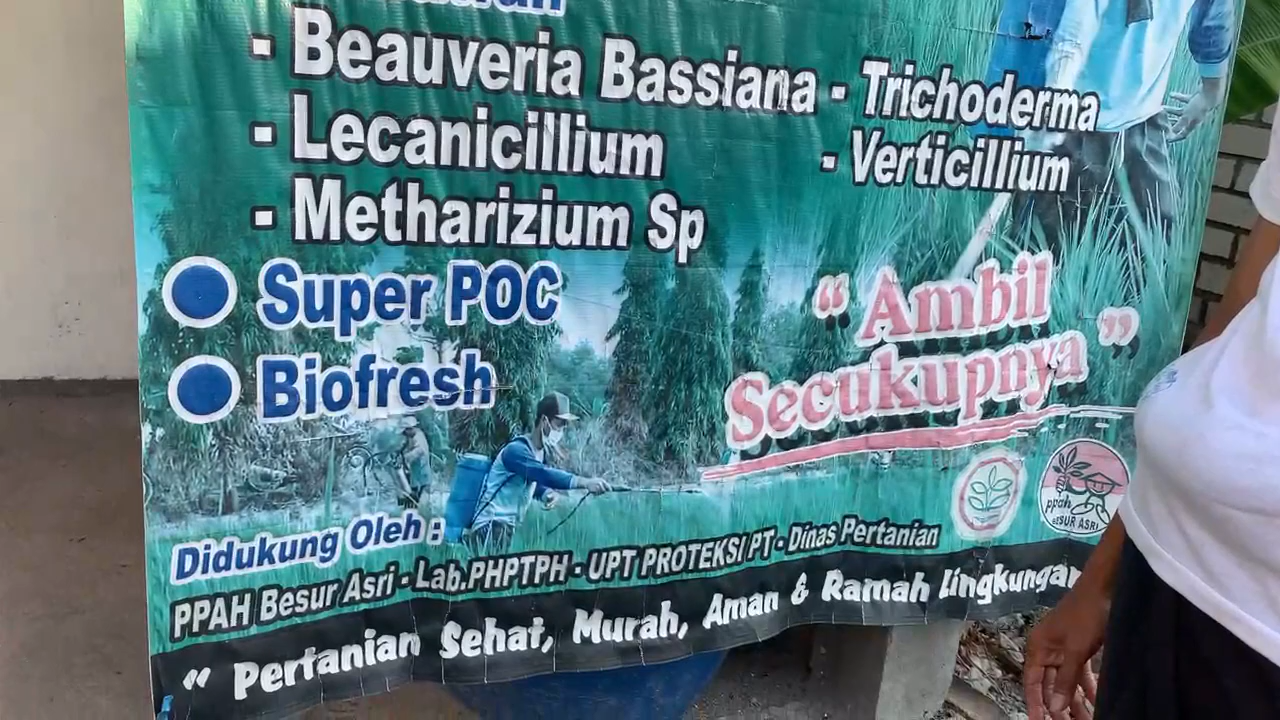 - Beauveria Bassiana - Trichoderma
- Lecanicillium - Verticillium
- Metharizium Sp
Super POC
Biofresh
“ Ambil
Secukupnya ”
Didukung Oleh :
PPAH Besur Asri - Lab.PHPTPH - UPT PROTEKSI PT - Dinas Pertanian
“ Pertanian Sehat, Murah, Aman & Ramah Lingkungan
ppah
BESUR ASRI